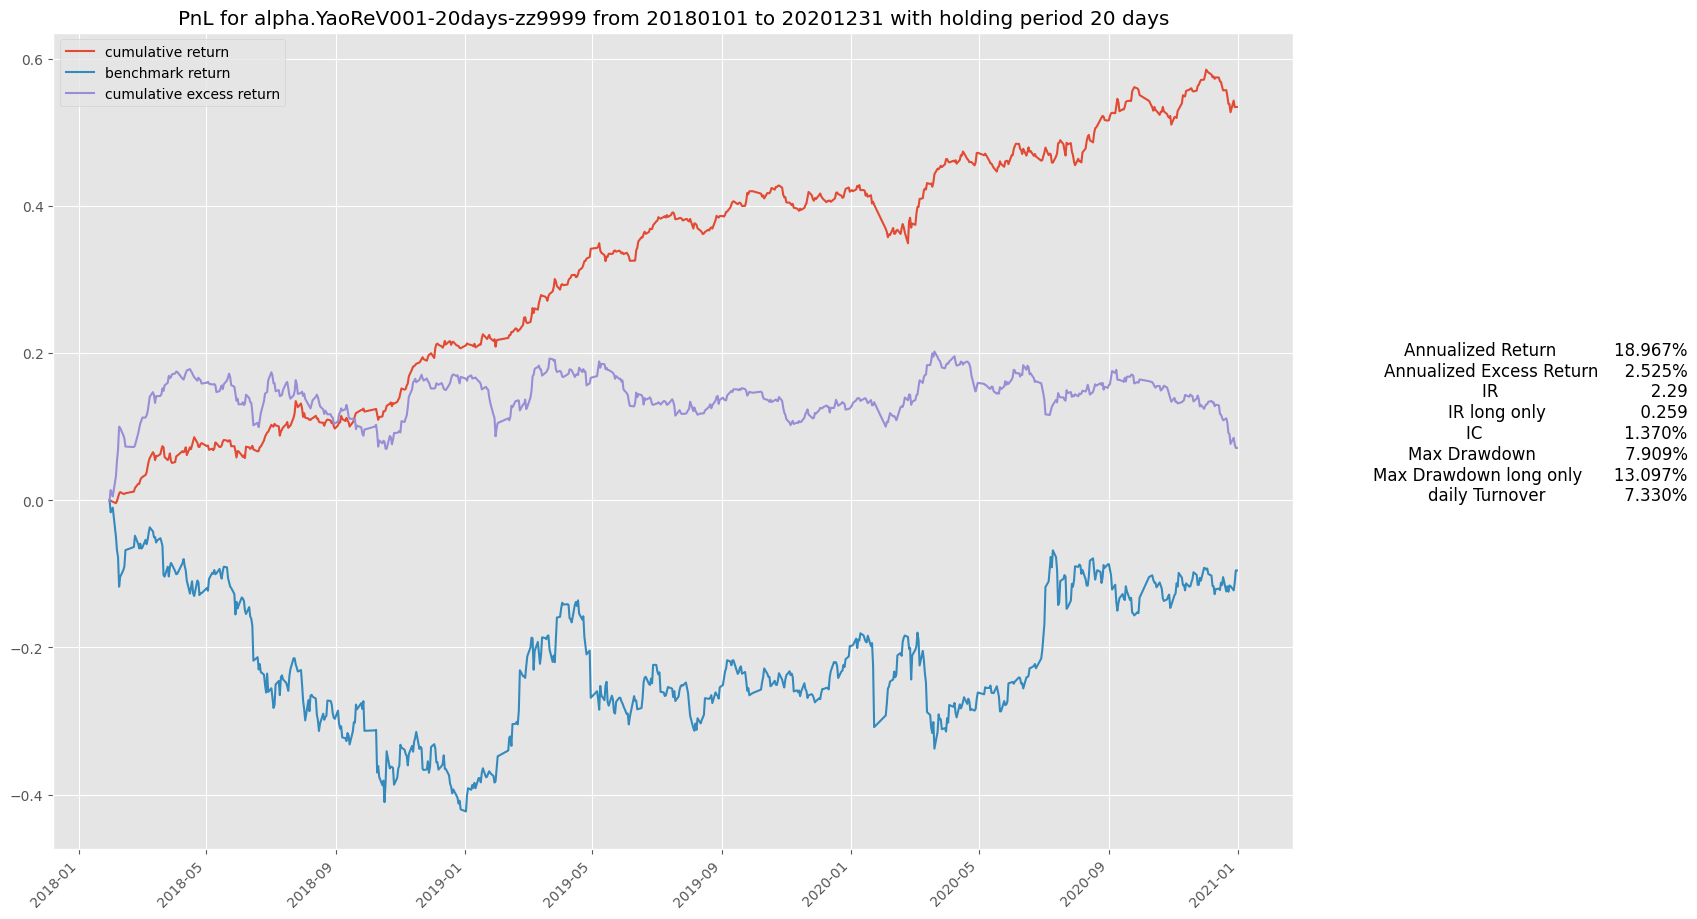 PnL for alpha.YaoReV001-20days-zz9999 from 20180101 to 20201231 with holding period 20 days
cumulative return
benchmark return
cumulative excess return
0.6
0.4
0.2
0.0
−0.2
−0.4
2018-01
2018-05
2018-09
2019-01
2019-05
2019-09
2020-01
2020-05
2020-09
2021-01
Annualized Return 18.967%
Annualized Excess Return 2.525%
IR 2.29
IR long only 0.259
IC 1.370%
Max Drawdown 7.909%
Max Drawdown long only 13.097%
daily Turnover 7.330%